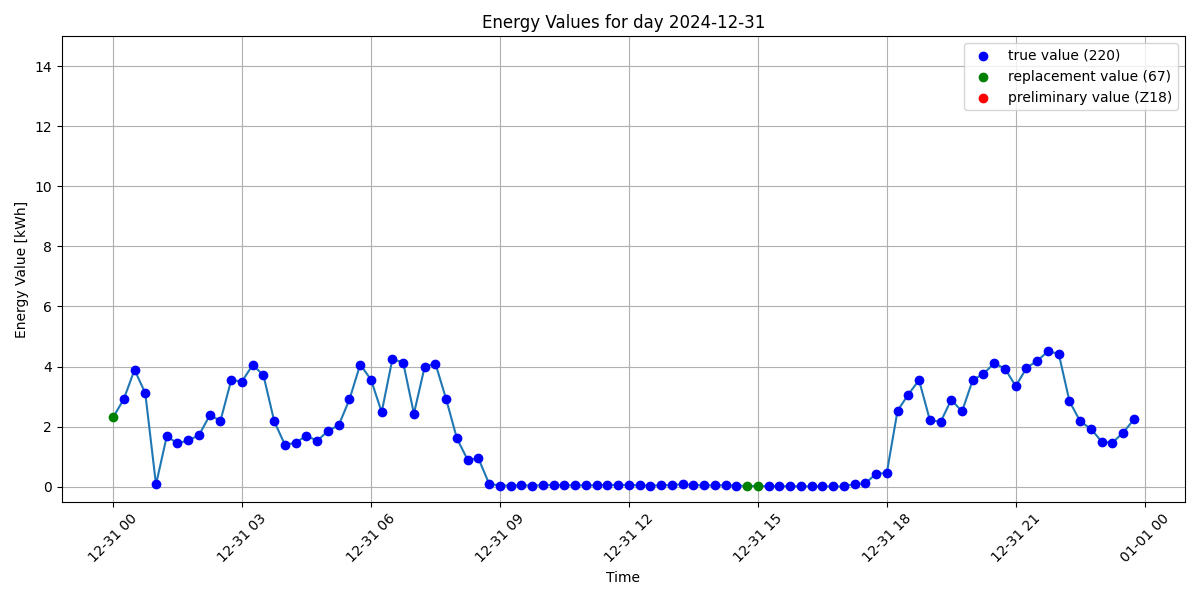 Energy Values for day 2024-12-31
true value (220)
replacement value (67)
preliminary value (Z18)
Energy Value [kWh]
14
12
10
8
6
4
2
0
12-31 00
12-31 03
12-31 06
12-31 09
12-31 12
12-31 15
12-31 18
12-31 21
01-01 00
Time